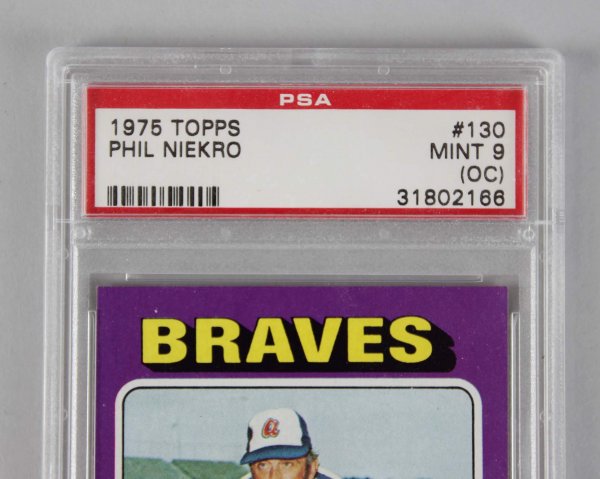 PSA
1975 TOPPS #130
PHIL NIEKRO MINT 9
(OC)
31802166
BRAVES
a